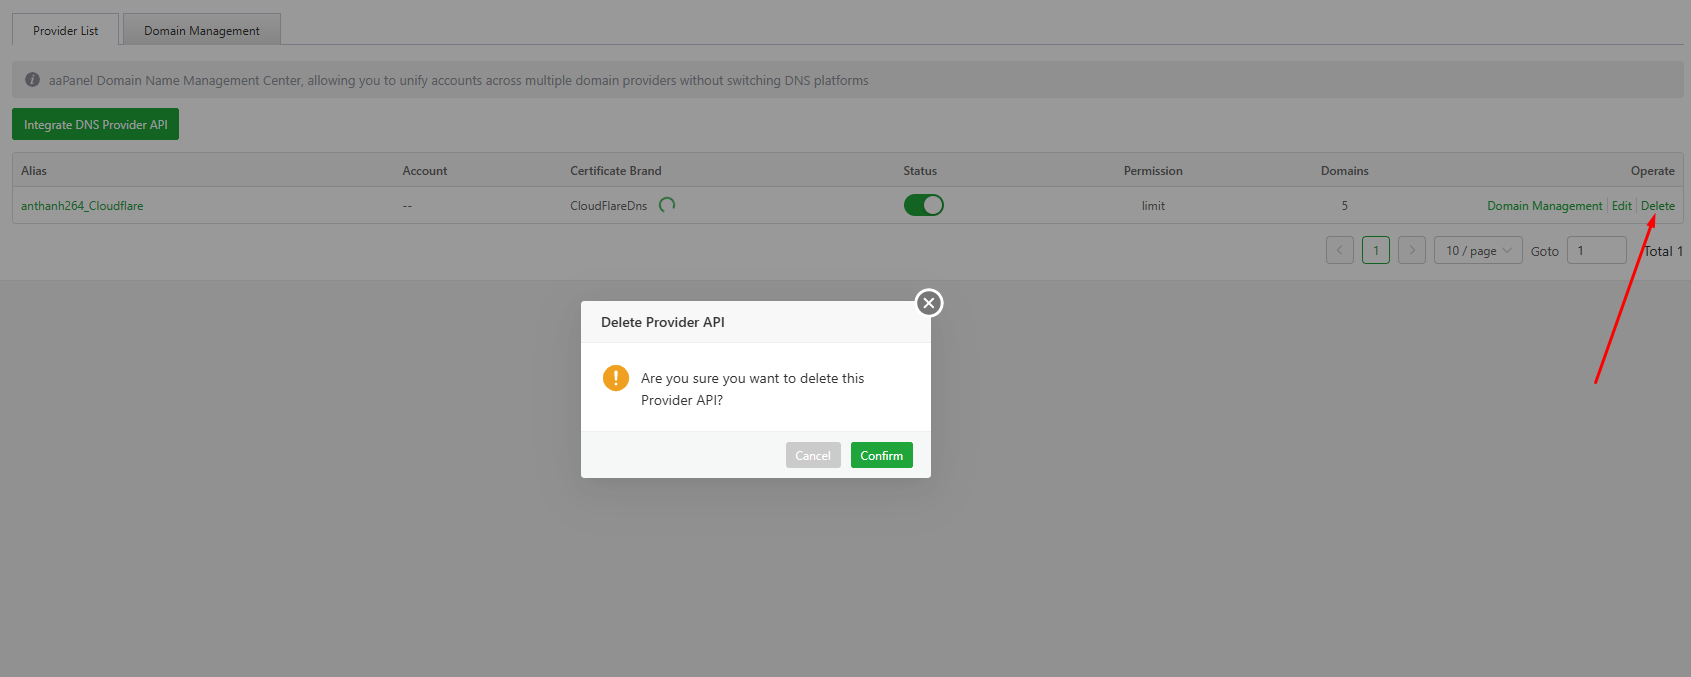 Provider List
Domain Management
aaPanel Domain Name Management Center, allowing you to unify accounts across multiple domain providers without switching DNS platforms
Integrate DNS Provider API
Alias Account Certificate Brand Status Permission Domains Operate
anthanh264_Cloudflare -- CloudFlareDns limit 5 Domain Management Edit Delete
1 10 / page Goto 1 Total 1
Delete Provider API
Are you sure you want to delete this
Provider API?
Cancel Confirm